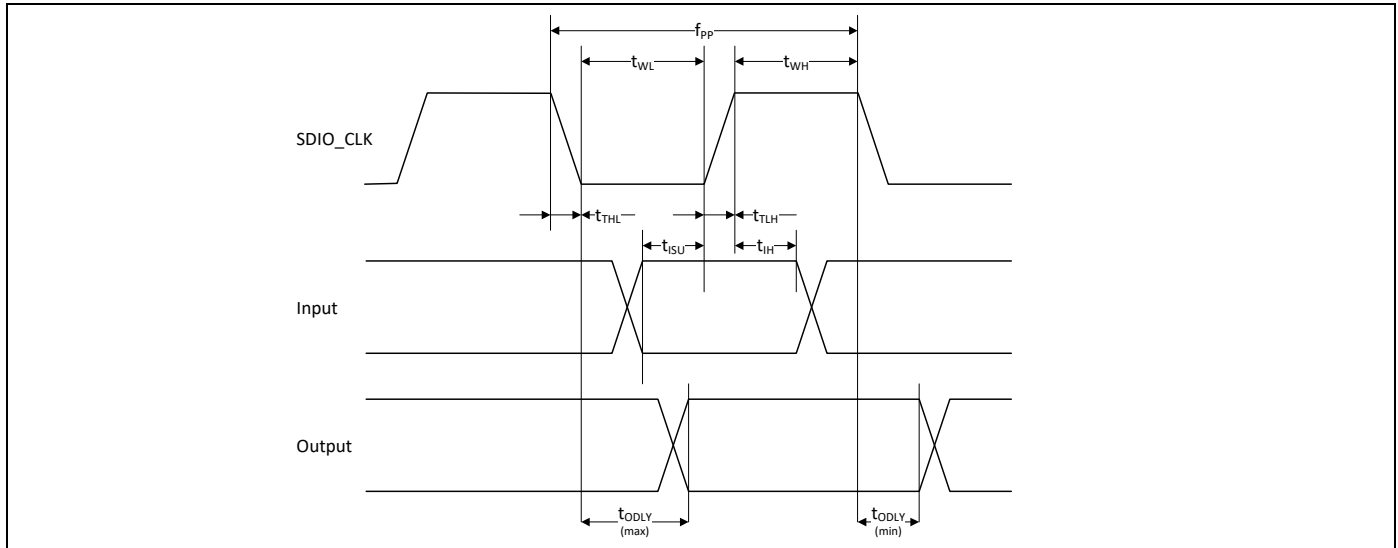 fPP
tWL
tWH
SDIO_CLK
tTHL
tTLH
tISU
tIH
Input
Output
tODLY
(max)
tODLY
(min)